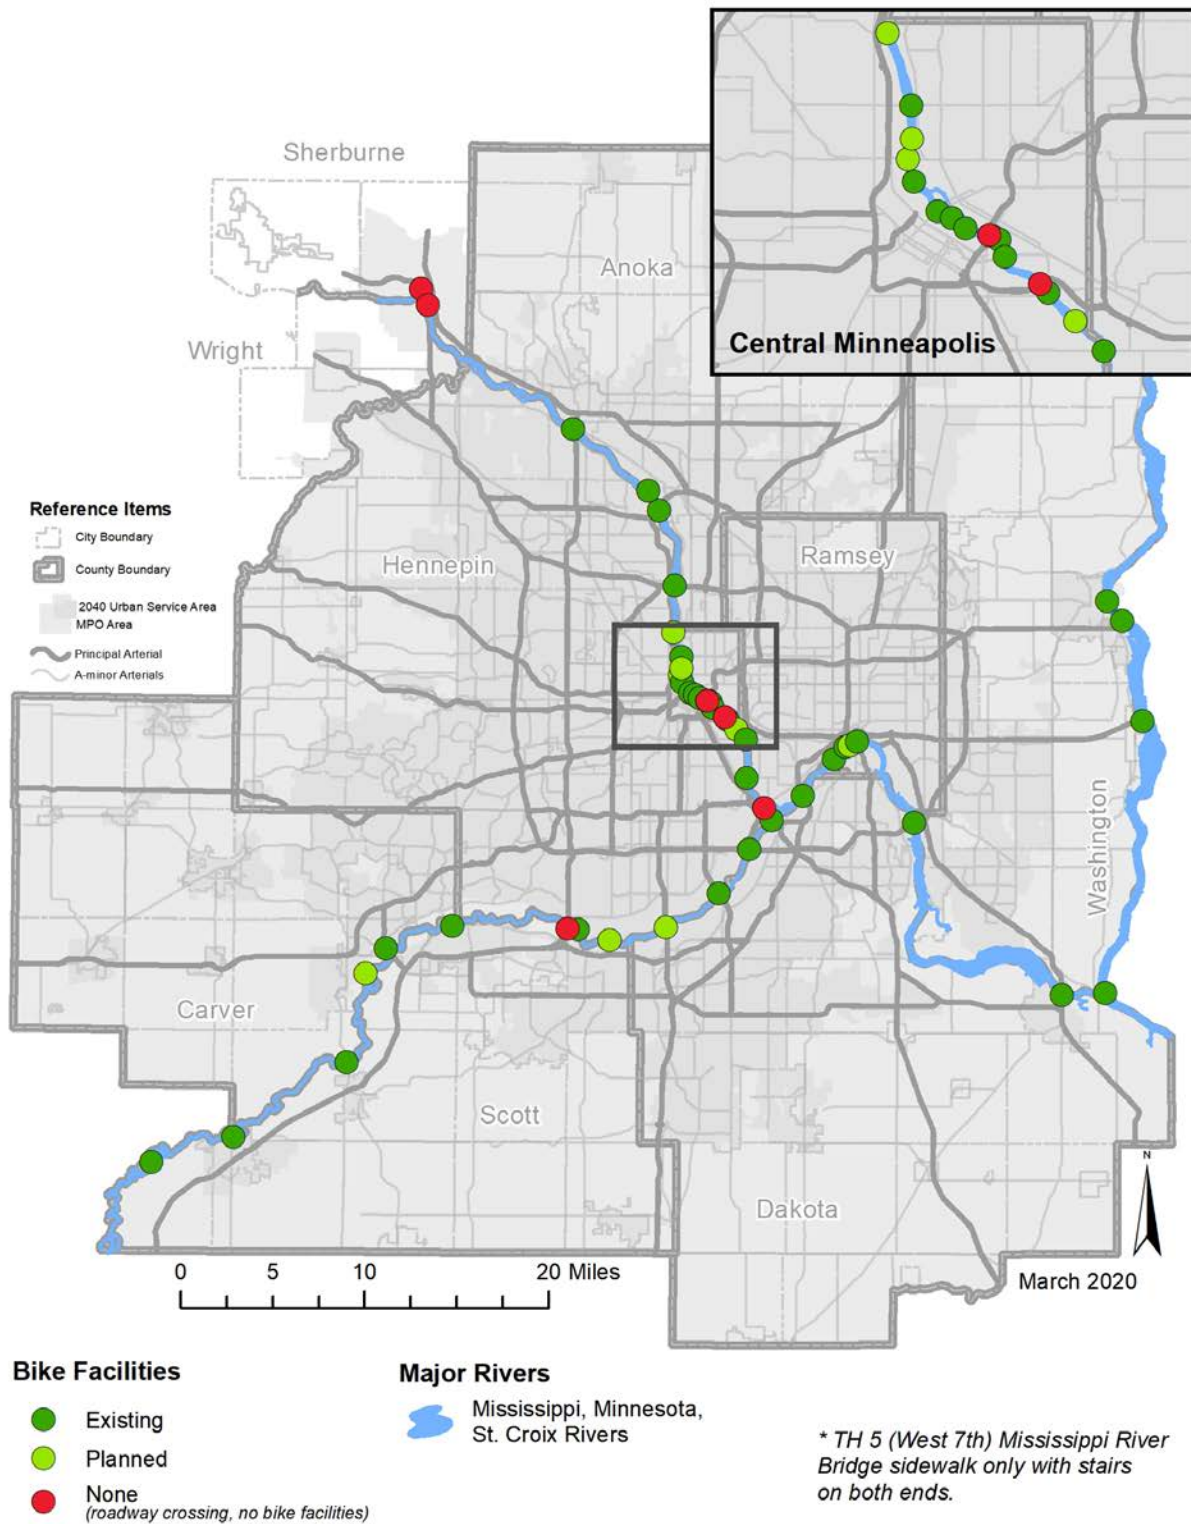 Sherburne
Anoka
Wright
Central Minneapolis
Reference Items
City Boundary
County Boundary
2040 Urban Service Area
MPO Area
Principal Arterial
A-minor Arterials
Hennepin
Ramsey
Washington
Carver
Scott
Dakota
N
0 5 10 20 Miles
March 2020
Bike Facilities
Existing
Planned
None
(roadway crossing, no bike facilities)
Major Rivers
Mississippi, Minnesota,
St. Croix Rivers
* TH 5 (West 7th) Mississippi River
Bridge sidewalk only with stairs
on both ends.